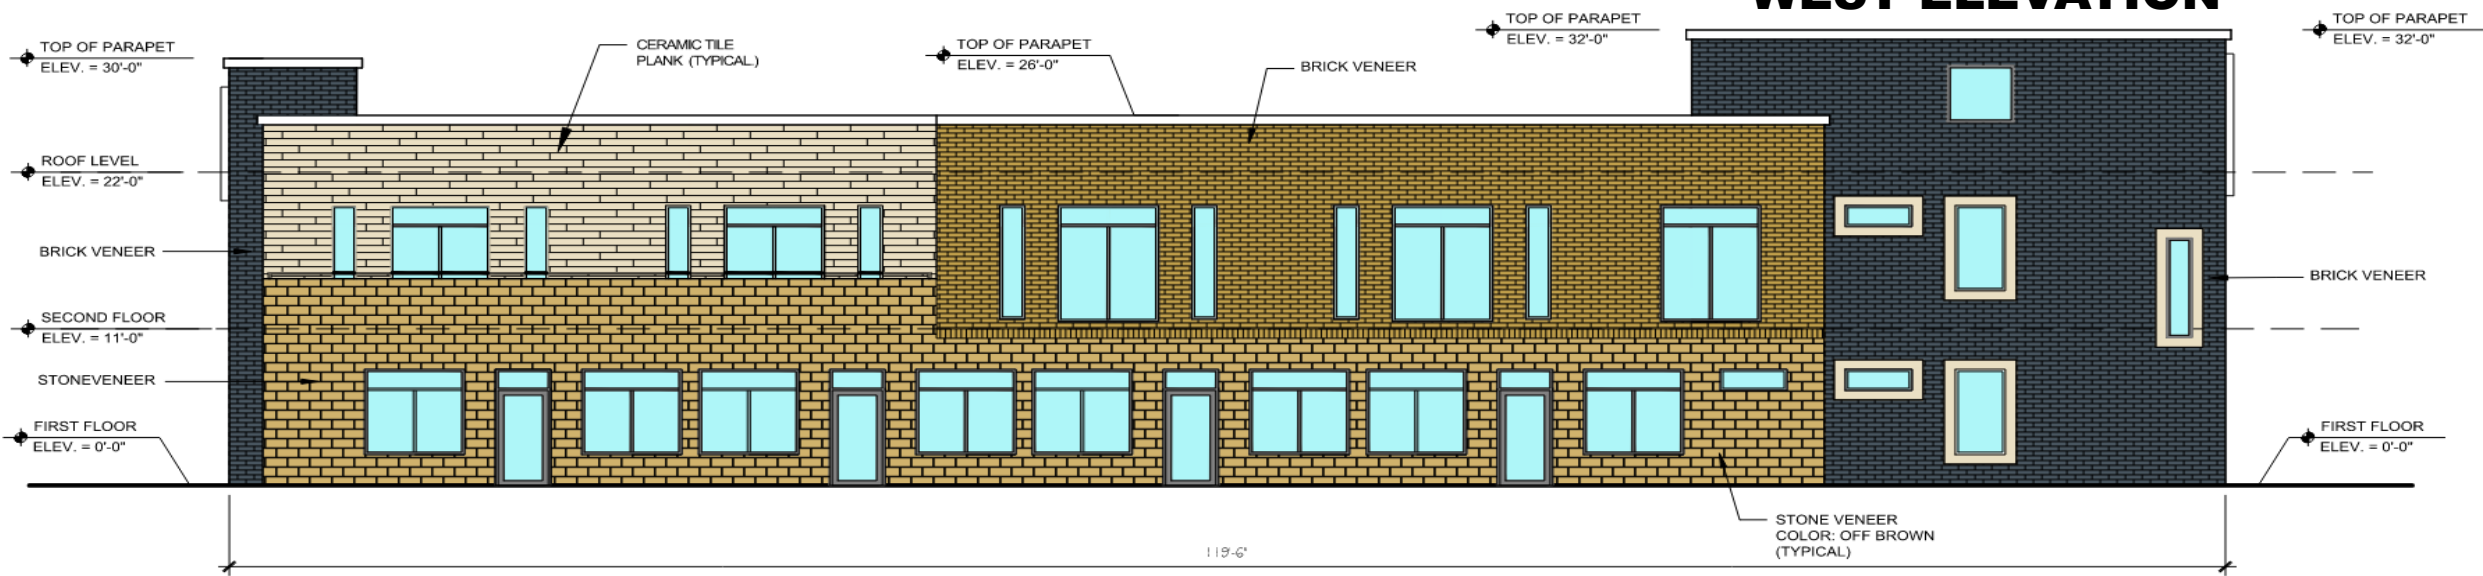 WEST ELEVATION
TOP OF PARAPET
ELEV. = 32'-0"
TOP OF PARAPET
ELEV. = 32'-0"
TOP OF PARAPET
ELEV. = 30'-0"
CERAMIC TILE
PLANK (TYPICAL.)
TOP OF PARAPET
ELEV. = 26'-0"
BRICK VENEER
ROOF LEVEL
ELEV. = 22'-0"
BRICK VENEER
BRICK VENEER
SECOND FLOOR
ELEV. = 11'-0"
STONEVENEER
FIRST FLOOR
ELEV. = 0'-0"
FIRST FLOOR
ELEV. = 0'-0"
STONE VENEER
COLOR: OFF BROWN
(TYPICAL)
119'-6"